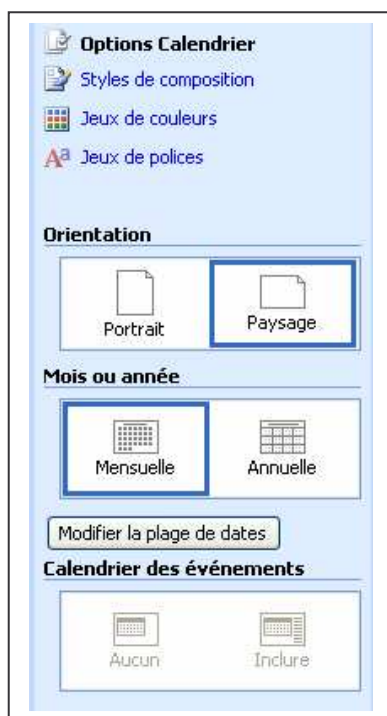 Options Calendrier
Styles de composition
Jeux de couleurs
Aa Jeux de polices
Orientation
Portrait Paysage
Mois ou année
Mensuelle Annuelle
Modifier la plage de dates
Calendrier des événements
Aucun Inclure